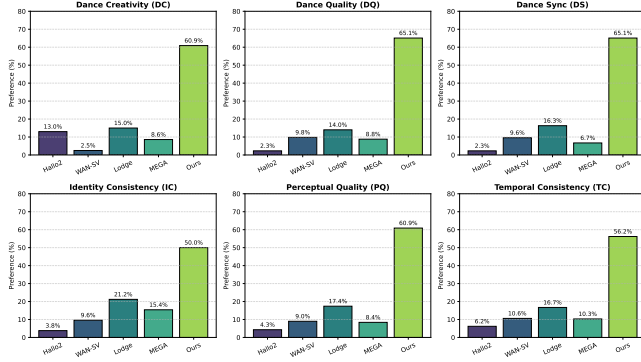 Dance Creativity (DC)
Preference (%)
80
70
60
50
40
30
20
10
0
13.0%
2.5%
15.0%
8.6%
60.9%
Hallo2
WAN-SV
Lodge
MEGA
Ours
Dance Quality (DQ)
Preference (%)
80
70
60
50
40
30
20
10
0
2.3%
9.8%
14.0%
8.8%
65.1%
Hallo2
WAN-SV
Lodge
MEGA
Ours
Dance Sync (DS)
Preference (%)
80
70
60
50
40
30
20
10
0
2.3%
9.6%
16.3%
6.7%
65.1%
Hallo2
WAN-SV
Lodge
MEGA
Ours
Identity Consistency (IC)
Preference (%)
80
70
60
50
40
30
20
10
0
3.8%
9.6%
21.2%
15.4%
50.0%
Hallo2
WAN-SV
Lodge
MEGA
Ours
Perceptual Quality (PQ)
Preference (%)
80
70
60
50
40
30
20
10
0
4.3%
9.0%
17.4%
8.4%
60.9%
Hallo2
WAN-SV
Lodge
MEGA
Ours
Temporal Consistency (TC)
Preference (%)
80
70
60
50
40
30
20
10
0
6.2%
10.6%
16.7%
10.3%
56.2%
Hallo2
WAN-SV
Lodge
MEGA
Ours